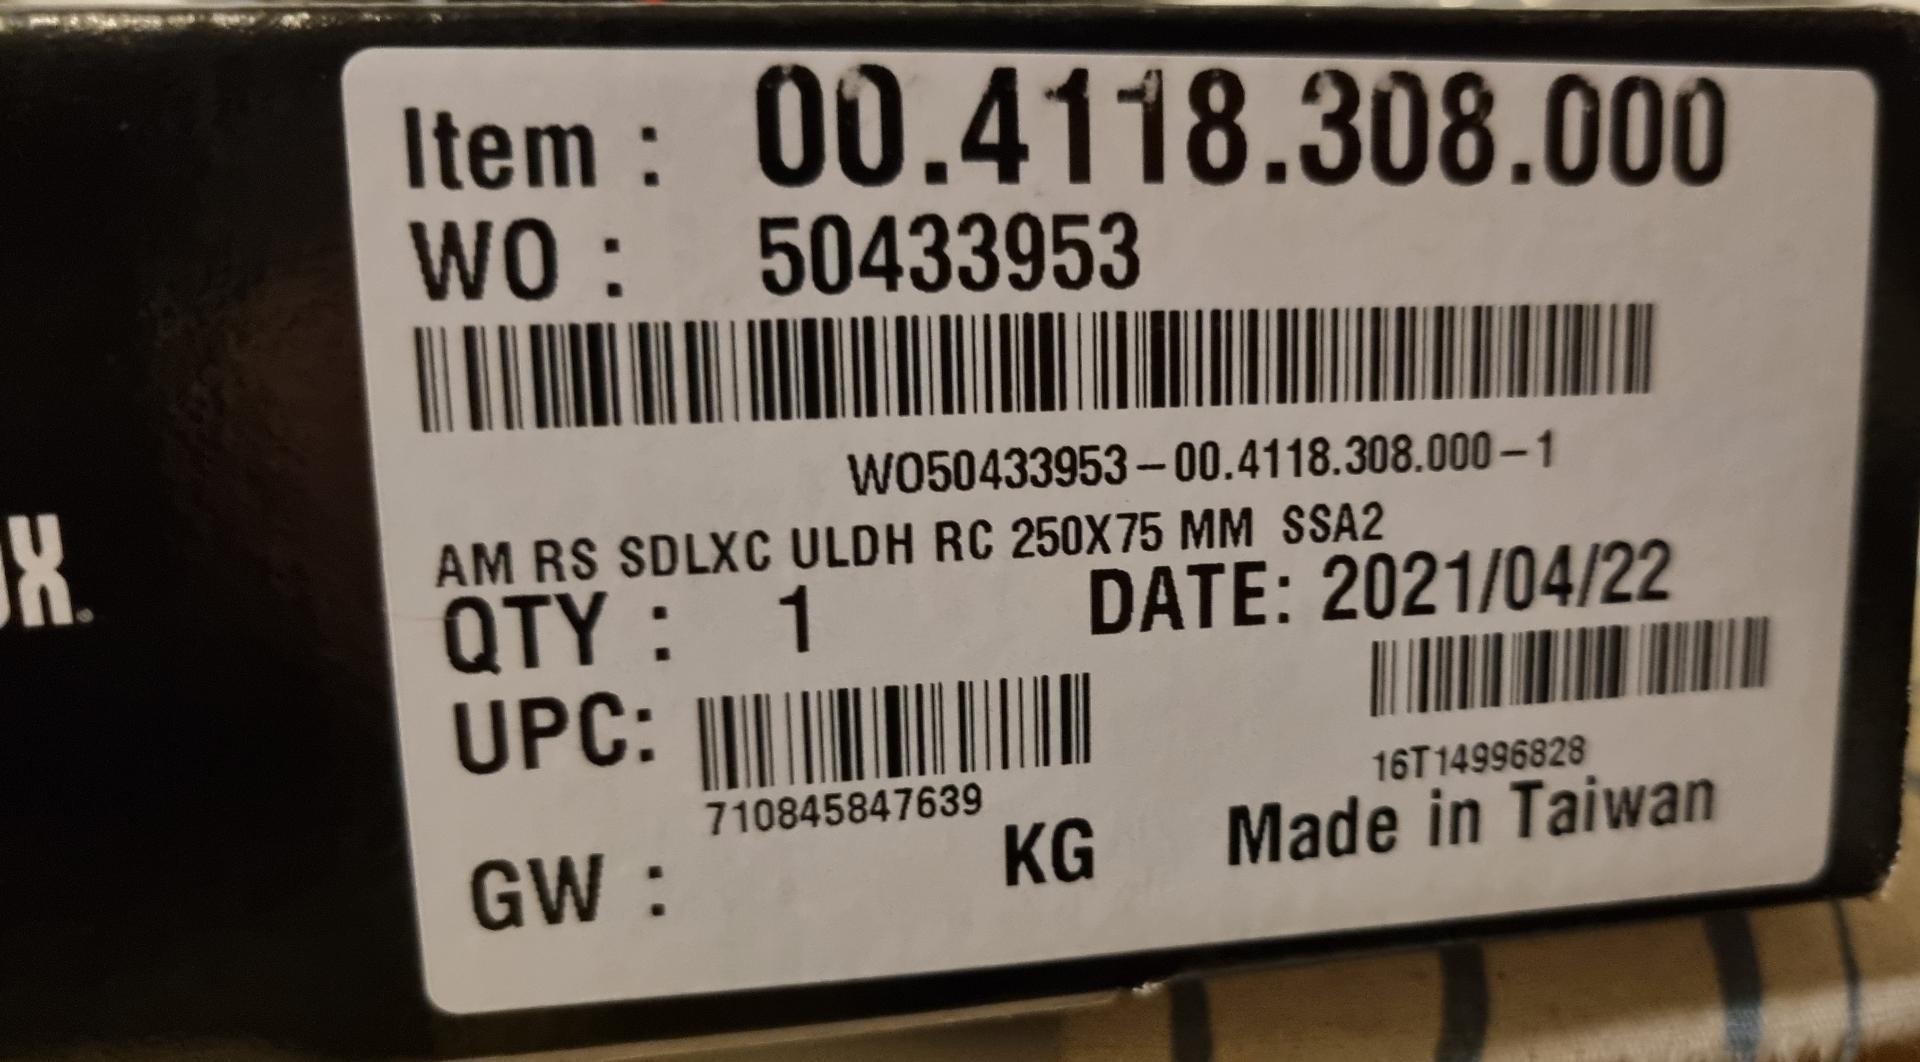 Item : 00.4118.308.000
WO : 50433953
WO50433953-00.4118.308.000-1
AM RS SDLXC ULDH RC 250X75 MM SSA2
QTY : 1 DATE: 2021/04/22
UPC:
710845847639
16T14996828
GW : KG Made in Taiwan